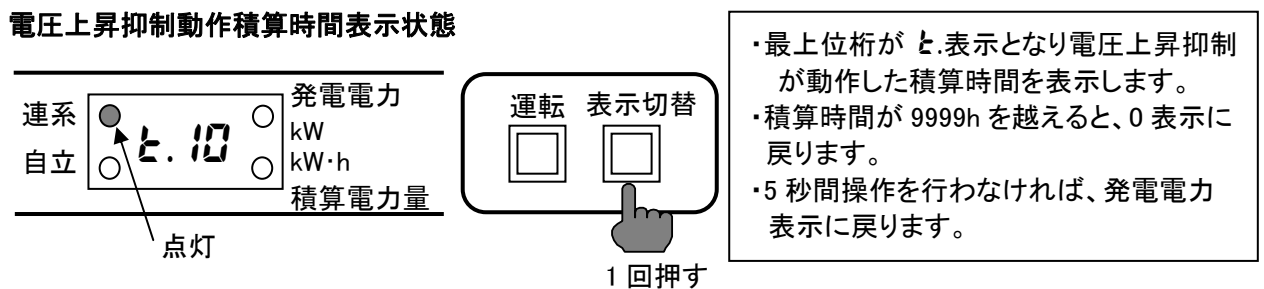 電圧上昇抑制動作積算時間表示状態
連系
自立
t. 10
発電電力
kW
kW・h
積算電力量
点灯
運転 表示切替
1 回押す
・最上位桁が t.表示となり電圧上昇抑制
が動作した積算時間を表示します。
・積算時間が 9999h を越えると、0 表示に
戻ります。
・5 秒間操作を行わなければ、発電電力
表示に戻ります。